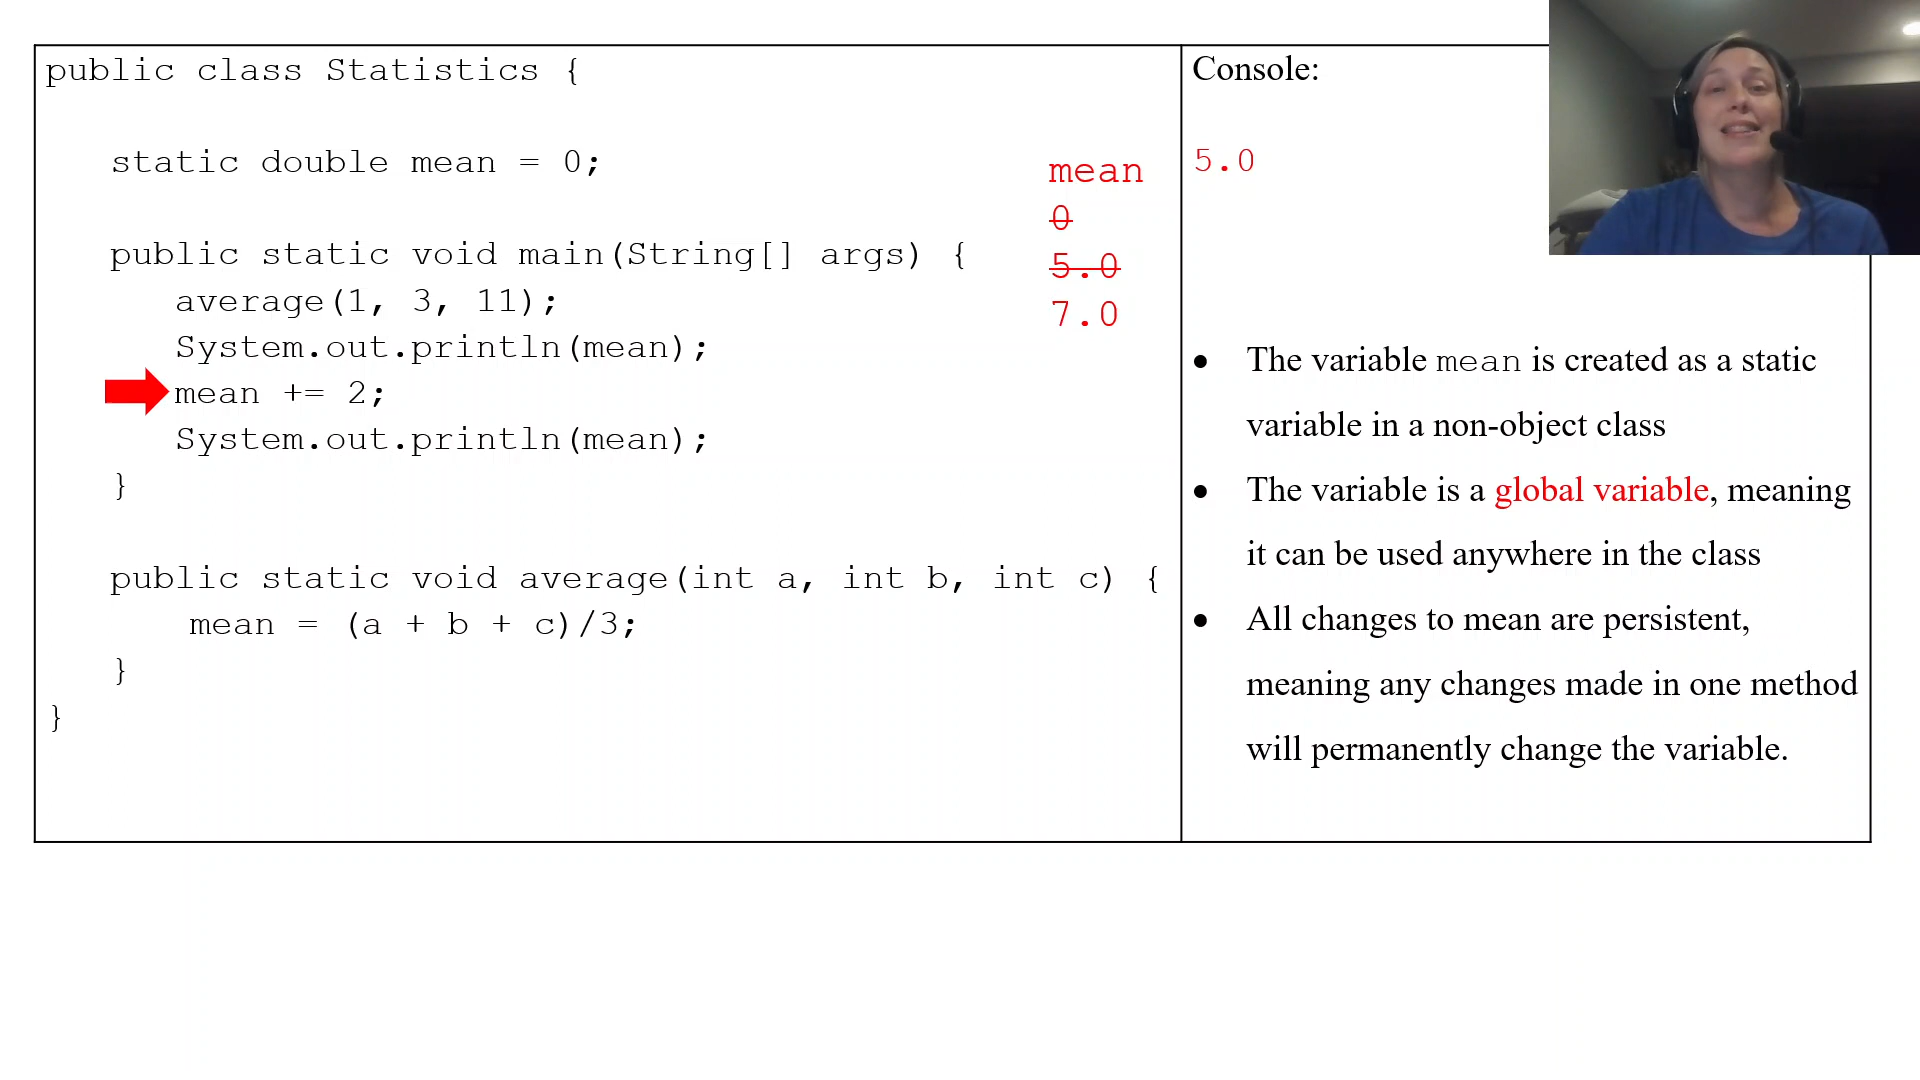 public class Statistics {
static double mean = 0;
public static void main(String[] args) {
average(1, 3, 11);
System.out.println(mean);
mean += 2;
System.out.println(mean);
}
public static void average(int a, int b, int c) {
mean = (a + b + c)/3;
}
}
mean
0
5.0
7.0
Console:
5.0
• The variable mean is created as a static
variable in a non-object class
• The variable is a global variable, meaning
it can be used anywhere in the class
• All changes to mean are persistent,
meaning any changes made in one method
will permanently change the variable.